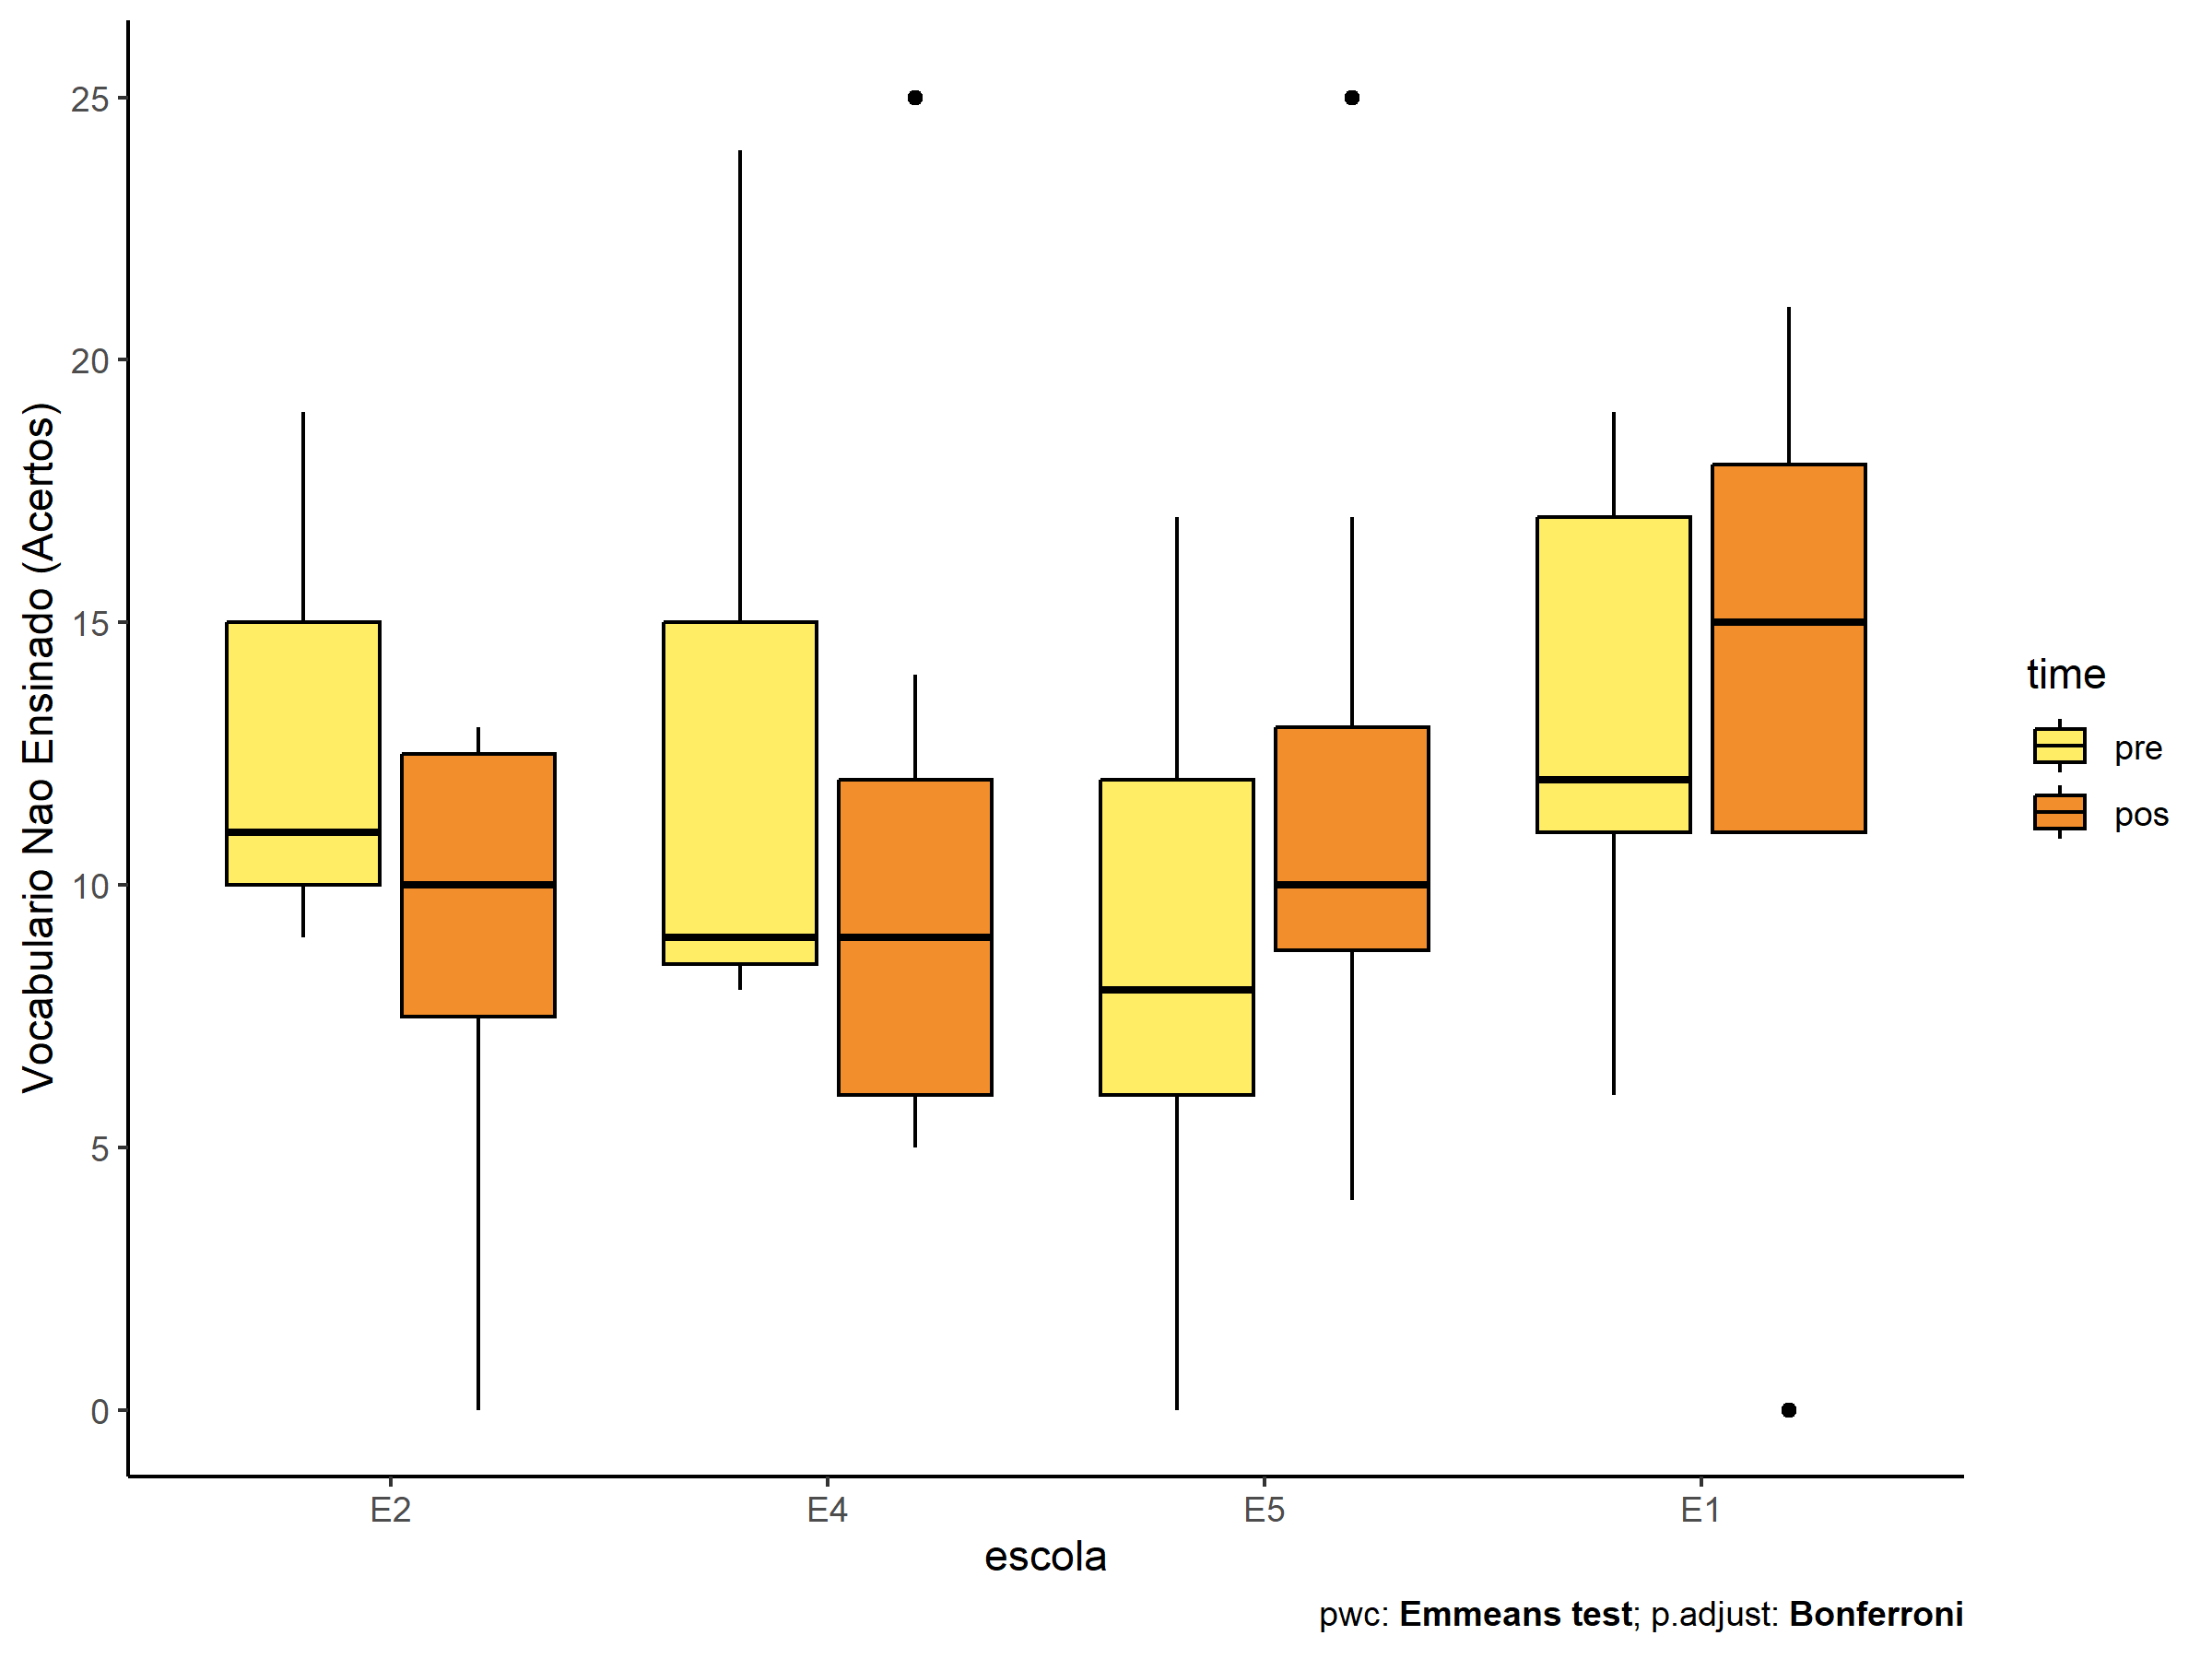 Vocabulario Nao Ensinado (Acertos)
25
20
15
10
5
0
E2
E4
E5
E1
escola
time
pre
pos
pwc: Emmeans test; p.adjust: Bonferroni